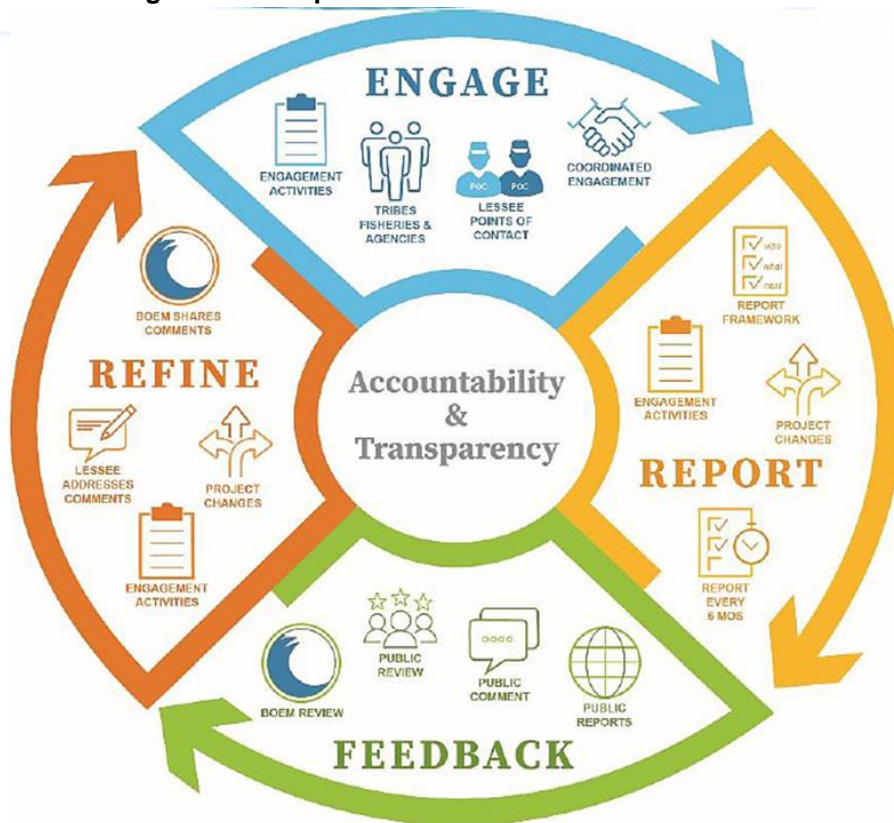 ENGAGE
ENGAGEMENT
ACTIVITIES
TRIBES
FISHERIES &
AGENCIES
POC
POC
LESSEE
POINTS OF
CONTACT
COORDINATED
ENGAGEMENT
who
what
REPORT
FRAMEWORK
ENGAGEMENT
ACTIVITIES
PROJECT
CHANGES
REPORT
REPORT
EVERY
6 MOS
BOEM SHARES
COMMENTS
REFINE
LESSEE
ADDRESSES
COMMENTS
PROJECT
CHANGES
ENGAGEMENT
ACTIVITIES
Accountability
&
Transparency
BOEM REVIEW
PUBLIC
REVIEW
PUBLIC
COMMENT
PUBLIC
REPORTS
FEEDBACK